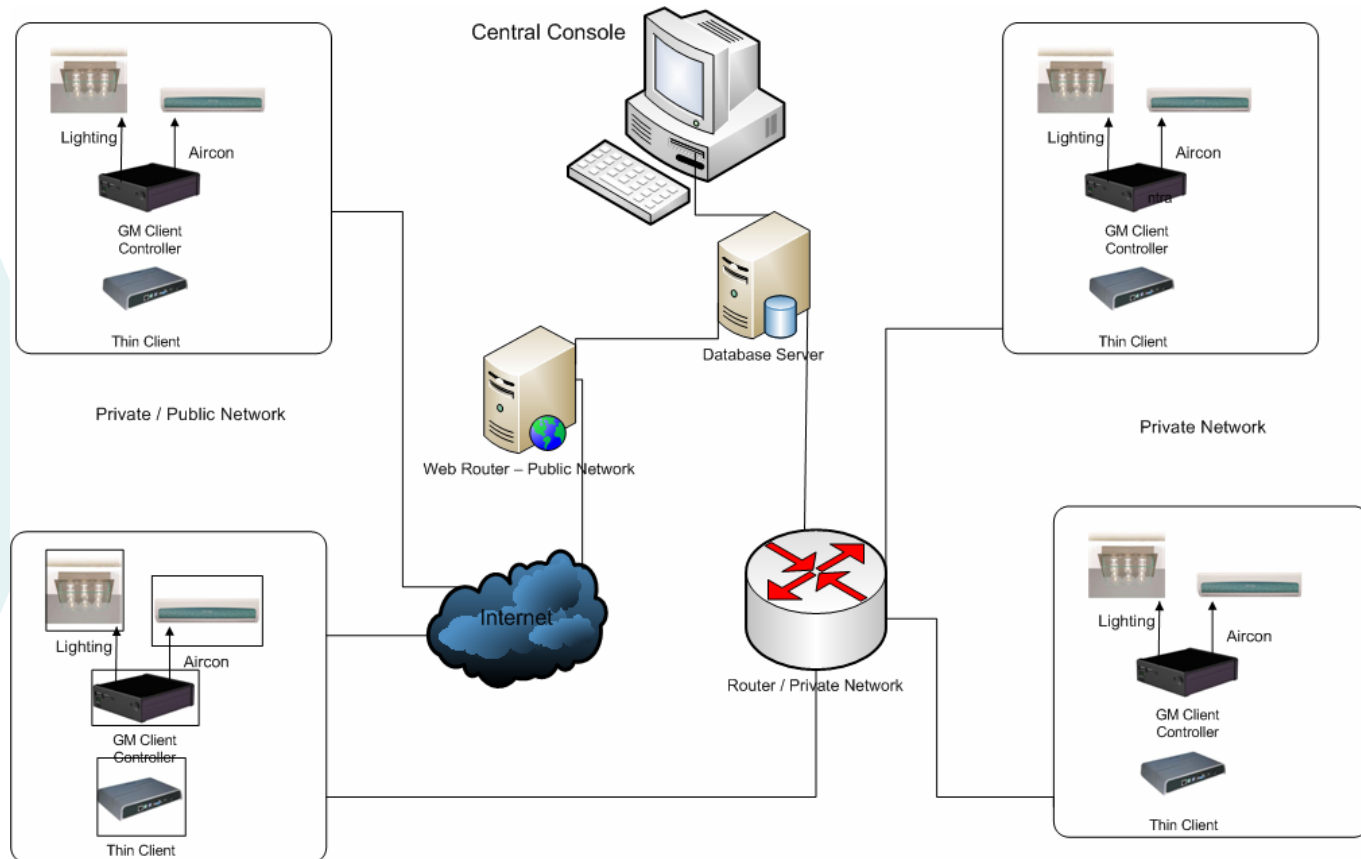 Central Console
Lighting
Aircon
GM Client
Controller
Thin Client
Private / Public Network
Lighting
Aircon
ntra
GM Client
Controller
Thin Client
Private Network
Database Server
Web Router – Public Network
Internet
Router / Private Network
Lighting
Aircon
GM Client
Controller
Thin Client
Lighting
Aircon
GM Client
Controller
Thin Client